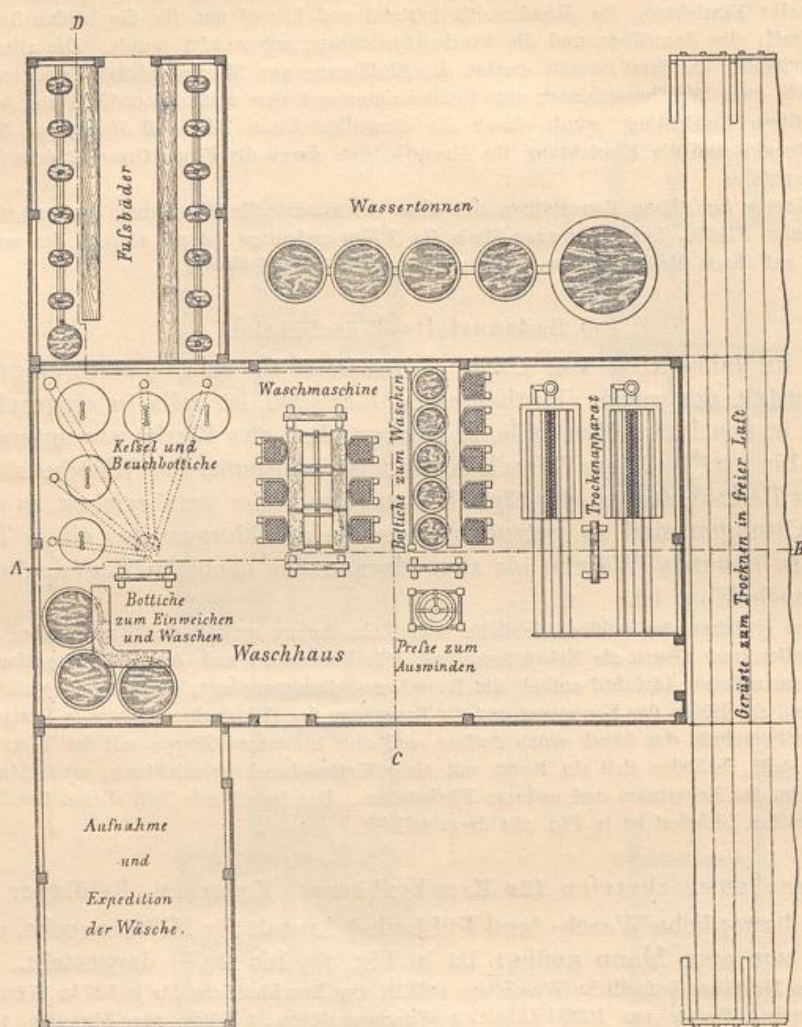 D
Fuſsbäder
Waſſertonnen
Waſchmaschine
Bottiche zum Waſchen
Trockenapparat
Gerüſte zum Trocknen in freier Luft
Keſſel und
Beuchbottiche
A
B
Bottiche
zum Einweichen
und Waſchen
Waſchhaus
Preſſe zum
Auswinden
C
Aufnahme
und
Expedition
der Wäſche.